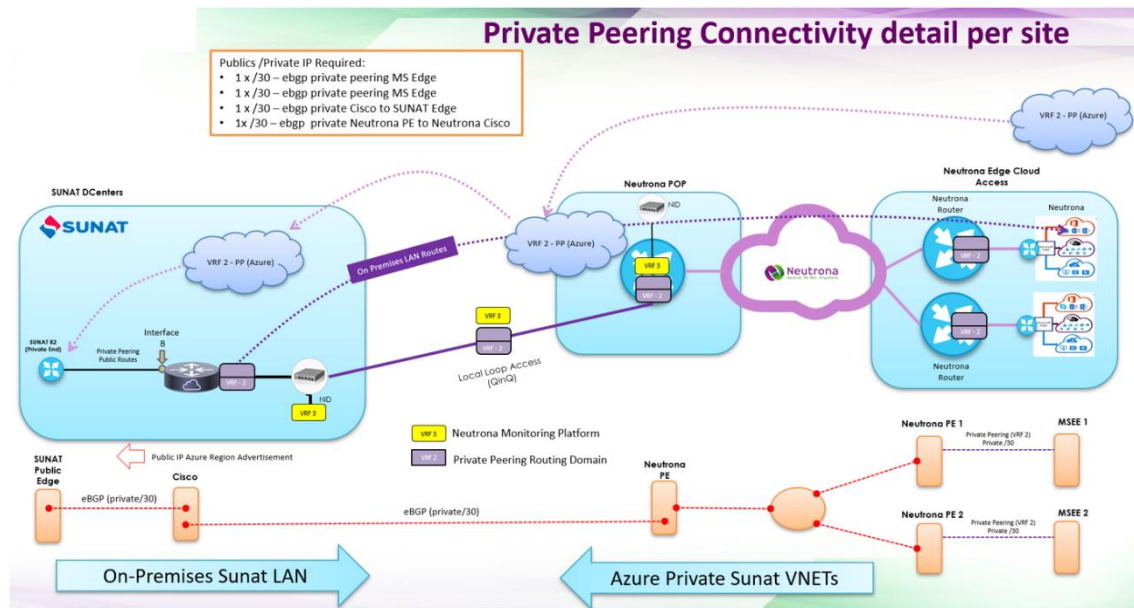 Private Peering Connectivity detail per site
Publics /Private IP Required:
• 1 x /30 – ebgp private peering MS Edge
• 1 x /30 – ebgp private peering MS Edge
• 1 x /30 – ebgp private Cisco to SUNAT Edge
• 1x /30 – ebgp private Neutrona PE to Neutrona Cisco
VRF 2 - PP (Azure)
SUNAT DCenters
Neutrona POP
Neutrona Edge Cloud
Access
SUNAT
VRF 2 - PP (Azure)
On Premises LAN Routes
VRF 2 - PP (Azure)
NID
VRF 3
VRF - 2
Neutrona
Neutrona
Router
Neutrona
VRF - 2
SUNAT R2
(Private End)
Private Peering
Public Routes
Interface
B
VRF - 2
NID
VRF 3
VRF 3
VRF - 2
Local Loop Access
(QinQ)
VRF - 2
Neutrona
Router
VRF 3
Neutrona Monitoring Platform
VRF 2
Private Peering Routing Domain
Public IP Azure Region Advertisement
SUNAT
Public
Edge
Cisco
eBGP (private/30)
eBGP (private/30)
Neutrona
PE
Neutrona PE 1
Private Peering (VRF 2)
Private /30
MSEE 1
Neutrona PE 2
Private Peering (VRF 2)
Private /30
MSEE 2
On-Premises Sunat LAN
Azure Private Sunat VNETs